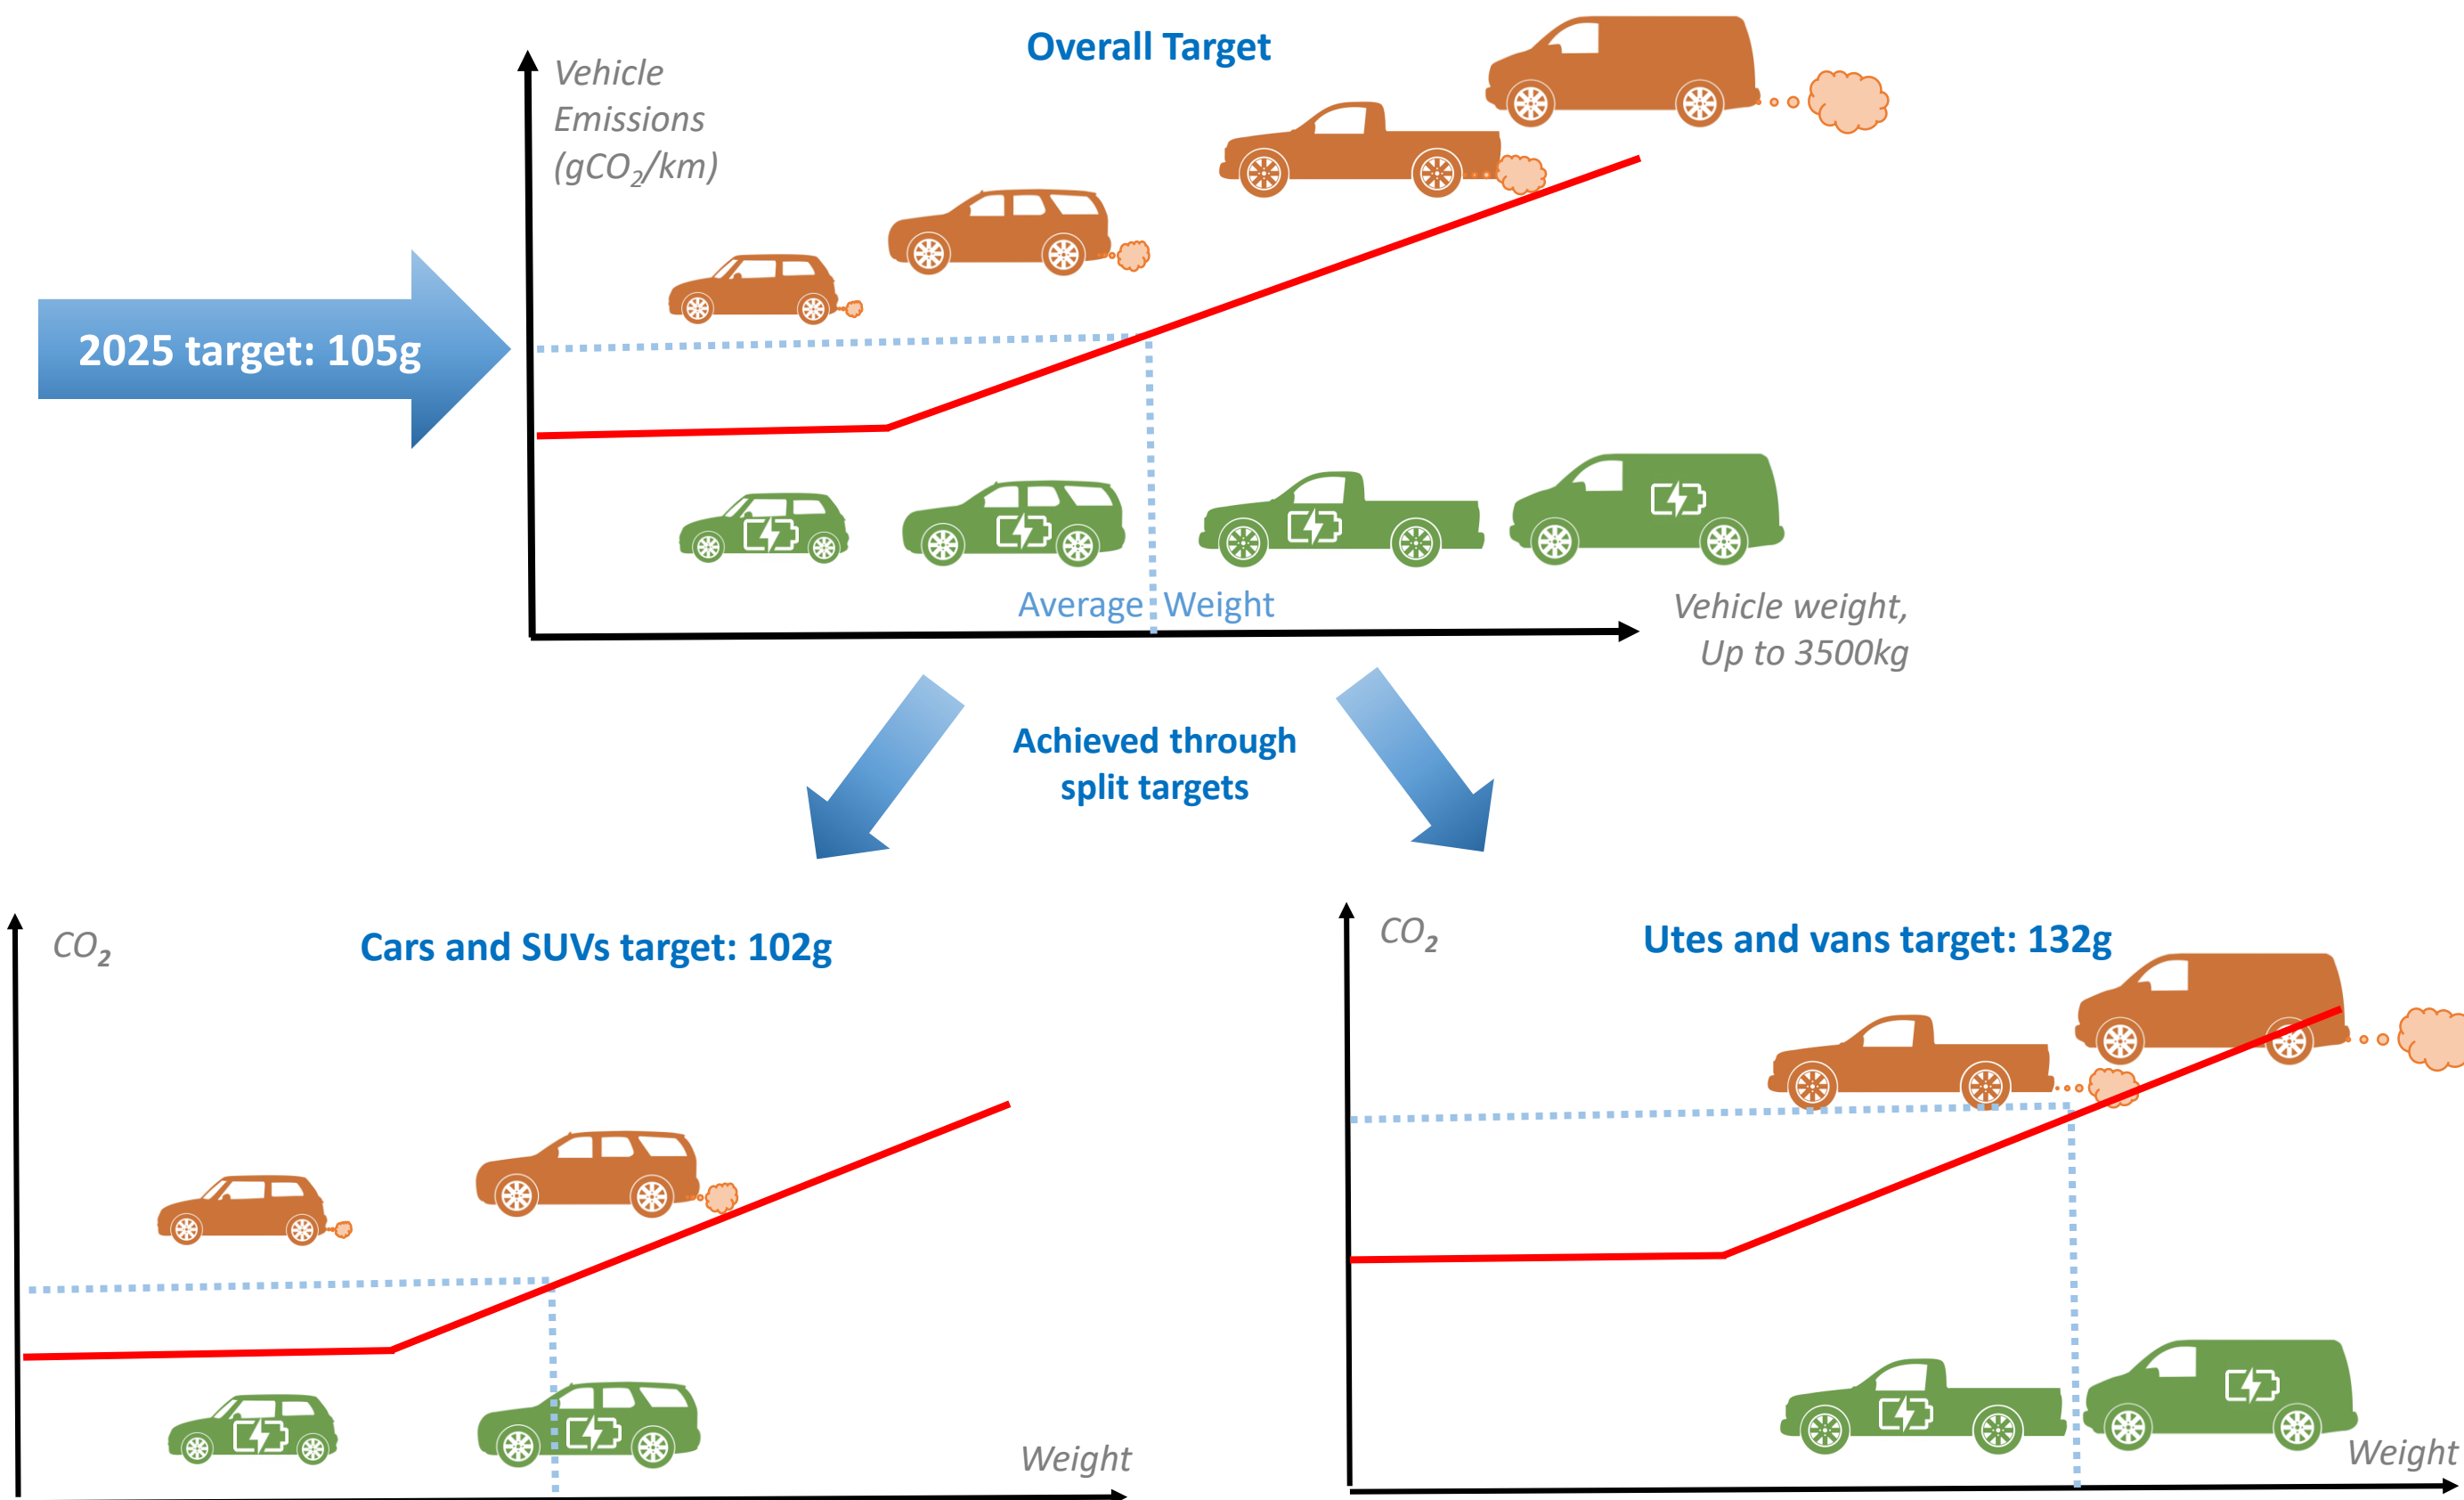 Overall Target
Vehicle
Emissions
(gCO₂/km)
2025 target: 105g
Average Weight
Vehicle weight,
Up to 3500kg
Achieved through
split targets
CO₂
Cars and SUVs target: 102g
Weight
CO₂
Utes and vans target: 132g
Weight